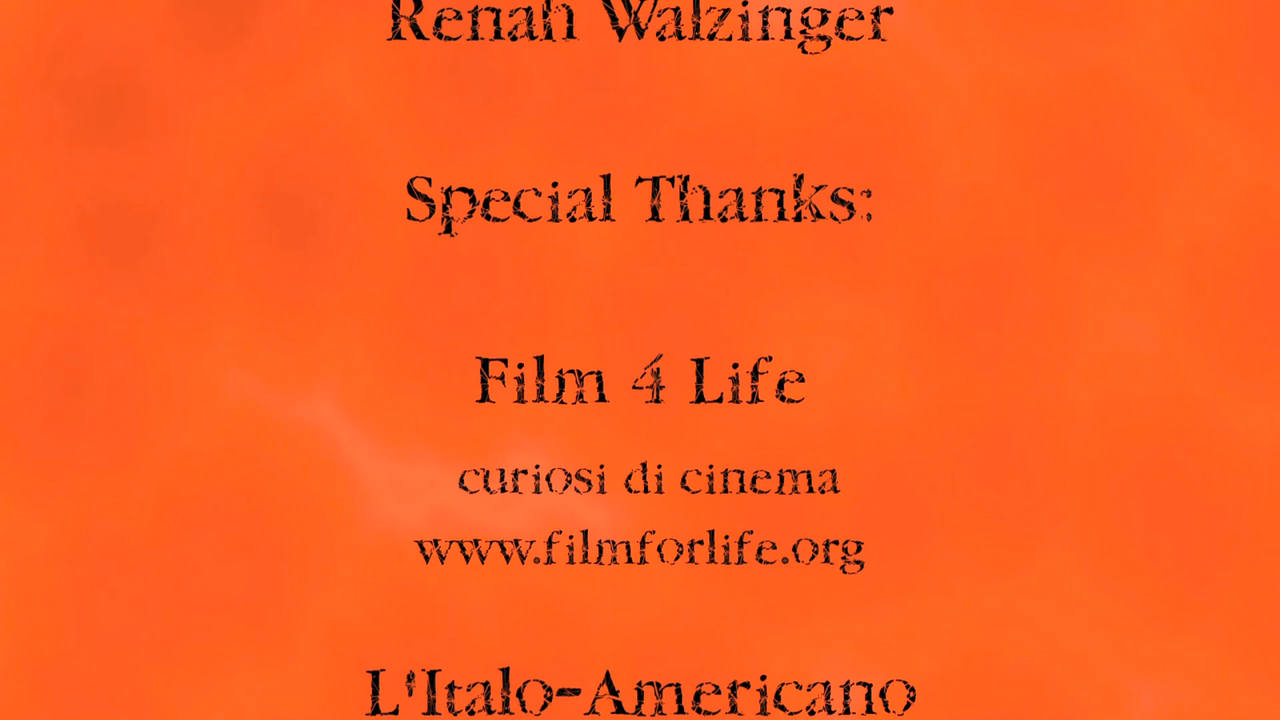 Renah Walzinger
Special Thanks:
Film 4 Life
curiosi di cinema
www.filmforlife.org
L'Italo-Americano